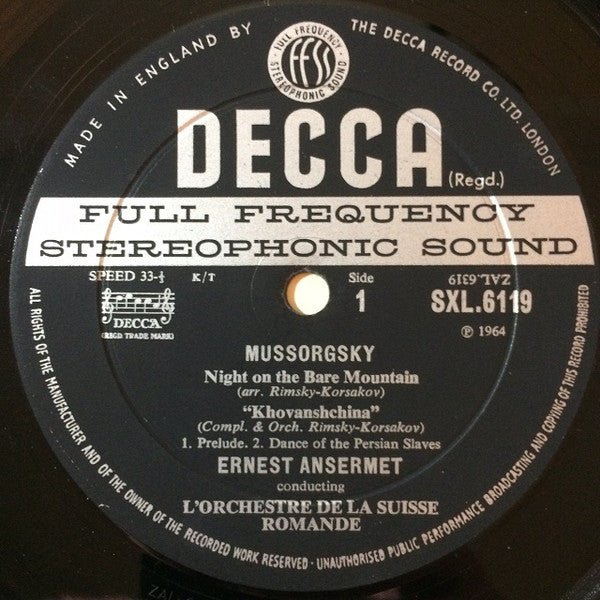 MADE IN ENGLAND BY
THE DECCA RECORD CO. LTD. LONDON
FULL FREQUENCY
FFSS
STEREOPHONIC SOUND
DECCA (Regd.)
FULL FREQUENCY
STEREOPHONIC SOUND
SPEED 33-⅓ K/T
Side
1
ZAL.6319
SXL.6119
℗ 1964
DECCA
(REGD. TRADE MARK)
MUSSORGSKY
Night on the Bare Mountain
(arr. Rimsky-Korsakov)
“Khovanshchina”
(Compl. & Orch. Rimsky-Korsakov)
1. Prelude. 2. Dance of the Persian Slaves
ERNEST ANSERMET
conducting
L'ORCHESTRE DE LA SUISSE
ROMANDE
ALL RIGHTS OF THE MANUFACTURER AND OF THE OWNER OF THE RECORDED WORK RESERVED · UNAUTHORISED PUBLIC PERFORMANCE BROADCASTING AND COPYING OF THIS RECORD PROHIBITED